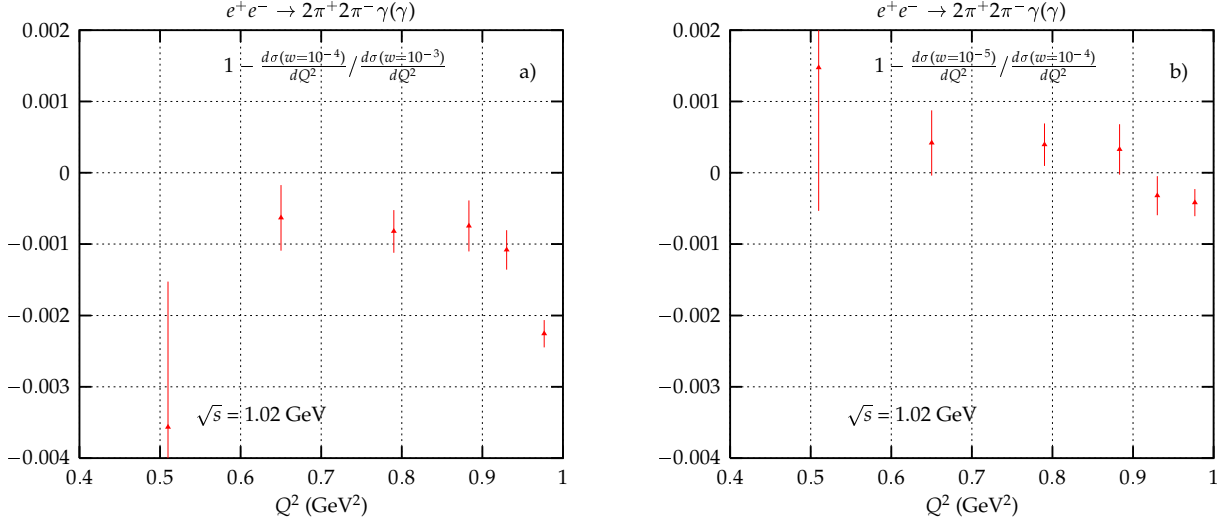 e⁺e⁻ → 2π⁺2π⁻γ(γ)
1 − dσ(w=10⁻⁴)/dQ² / dσ(w=10⁻³)/dQ²
a)
0.002
0.001
0
−0.001
−0.002
−0.003
−0.004
√s = 1.02 GeV
0.4 0.5 0.6 0.7 0.8 0.9 1
Q² (GeV²)
e⁺e⁻ → 2π⁺2π⁻γ(γ)
1 − dσ(w=10⁻⁵)/dQ² / dσ(w=10⁻⁴)/dQ²
b)
0.002
0.001
0
−0.001
−0.002
−0.003
−0.004
√s = 1.02 GeV
0.4 0.5 0.6 0.7 0.8 0.9 1
Q² (GeV²)